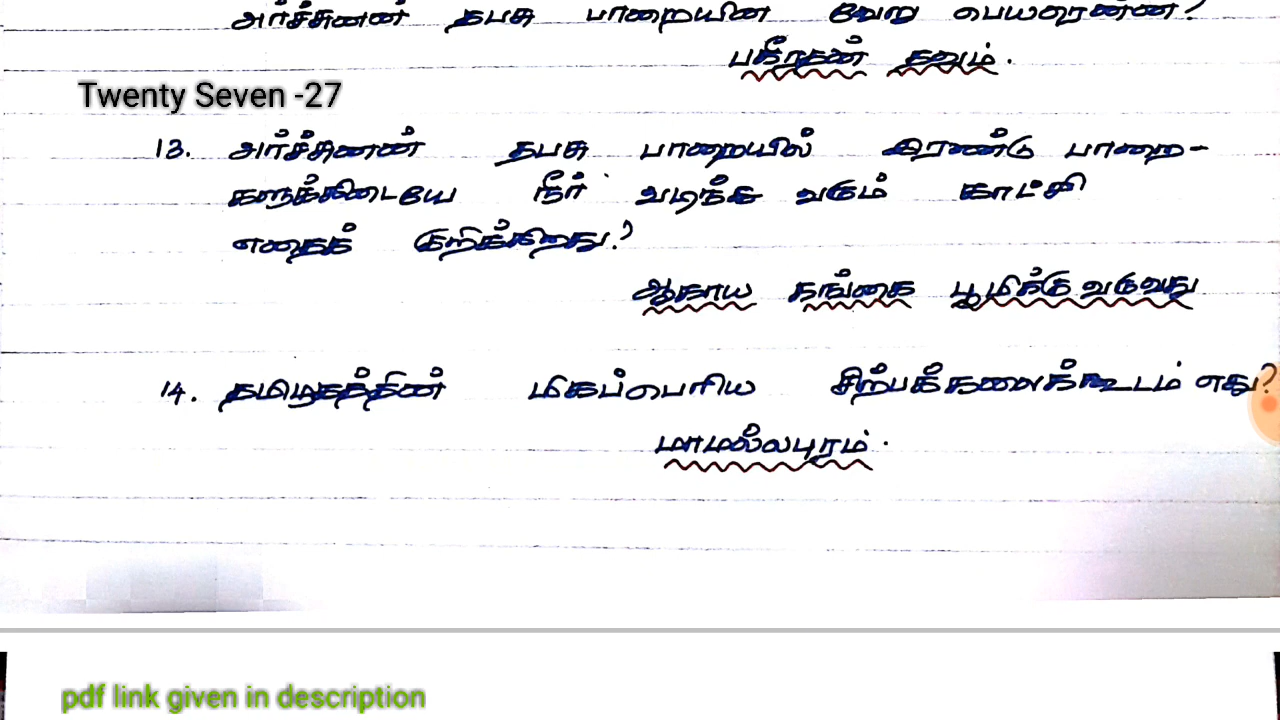 அர்ச்சுனன் தபசு பாறையின் வேறு பெயரென்ன?
பகீரதன் தவம்.
Twenty Seven -27
13. அர்ச்சுனன் தபசு பாறையில் இரண்டு பாறை-
களுக்கிடையே நீர் வடிந்து வரும் காட்சி
எதைக் குறிக்கிறது?
ஆகாய கங்கை பூமிக்கு வருவது
14. தமிழகத்தின் மிகப்பெரிய சிற்பக்கலைக்கூடம் எது?
மாமல்லபுரம்.
pdf link given in description